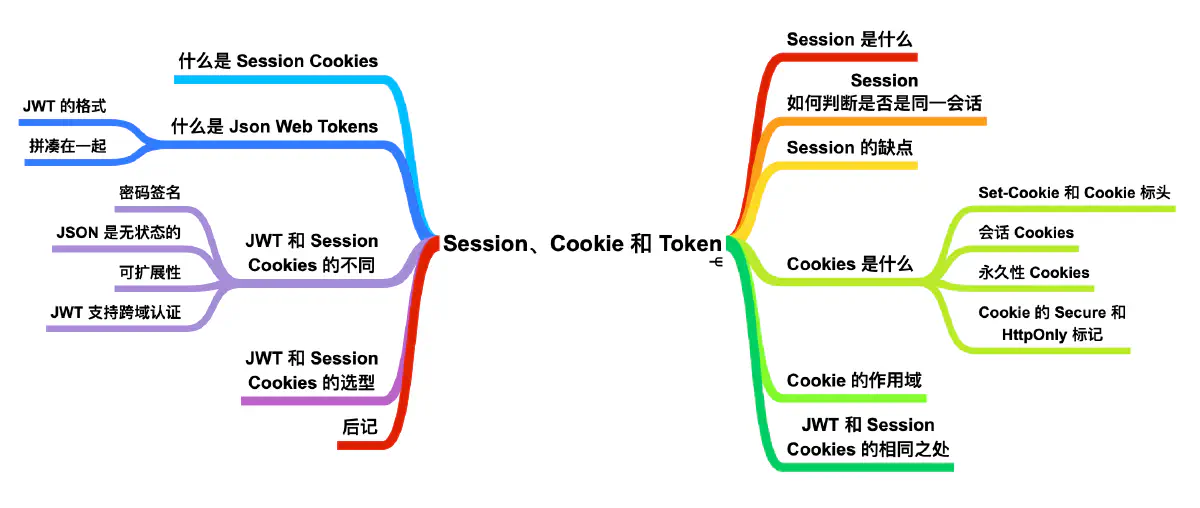 Session、Cookie 和 Token
Session 是什么
Session
如何判断是否是同一会话
Session 的缺点
Cookies 是什么
Set-Cookie 和 Cookie 标头
会话 Cookies
永久性 Cookies
Cookie 的 Secure 和
HttpOnly 标记
Cookie 的作用域
JWT 和 Session
Cookies 的相同之处
什么是 Session Cookies
什么是 Json Web Tokens
JWT 的格式
拼凑在一起
JWT 和 Session
Cookies 的不同
密码签名
JSON 是无状态的
可扩展性
JWT 支持跨域认证
JWT 和 Session
Cookies 的选型
后记